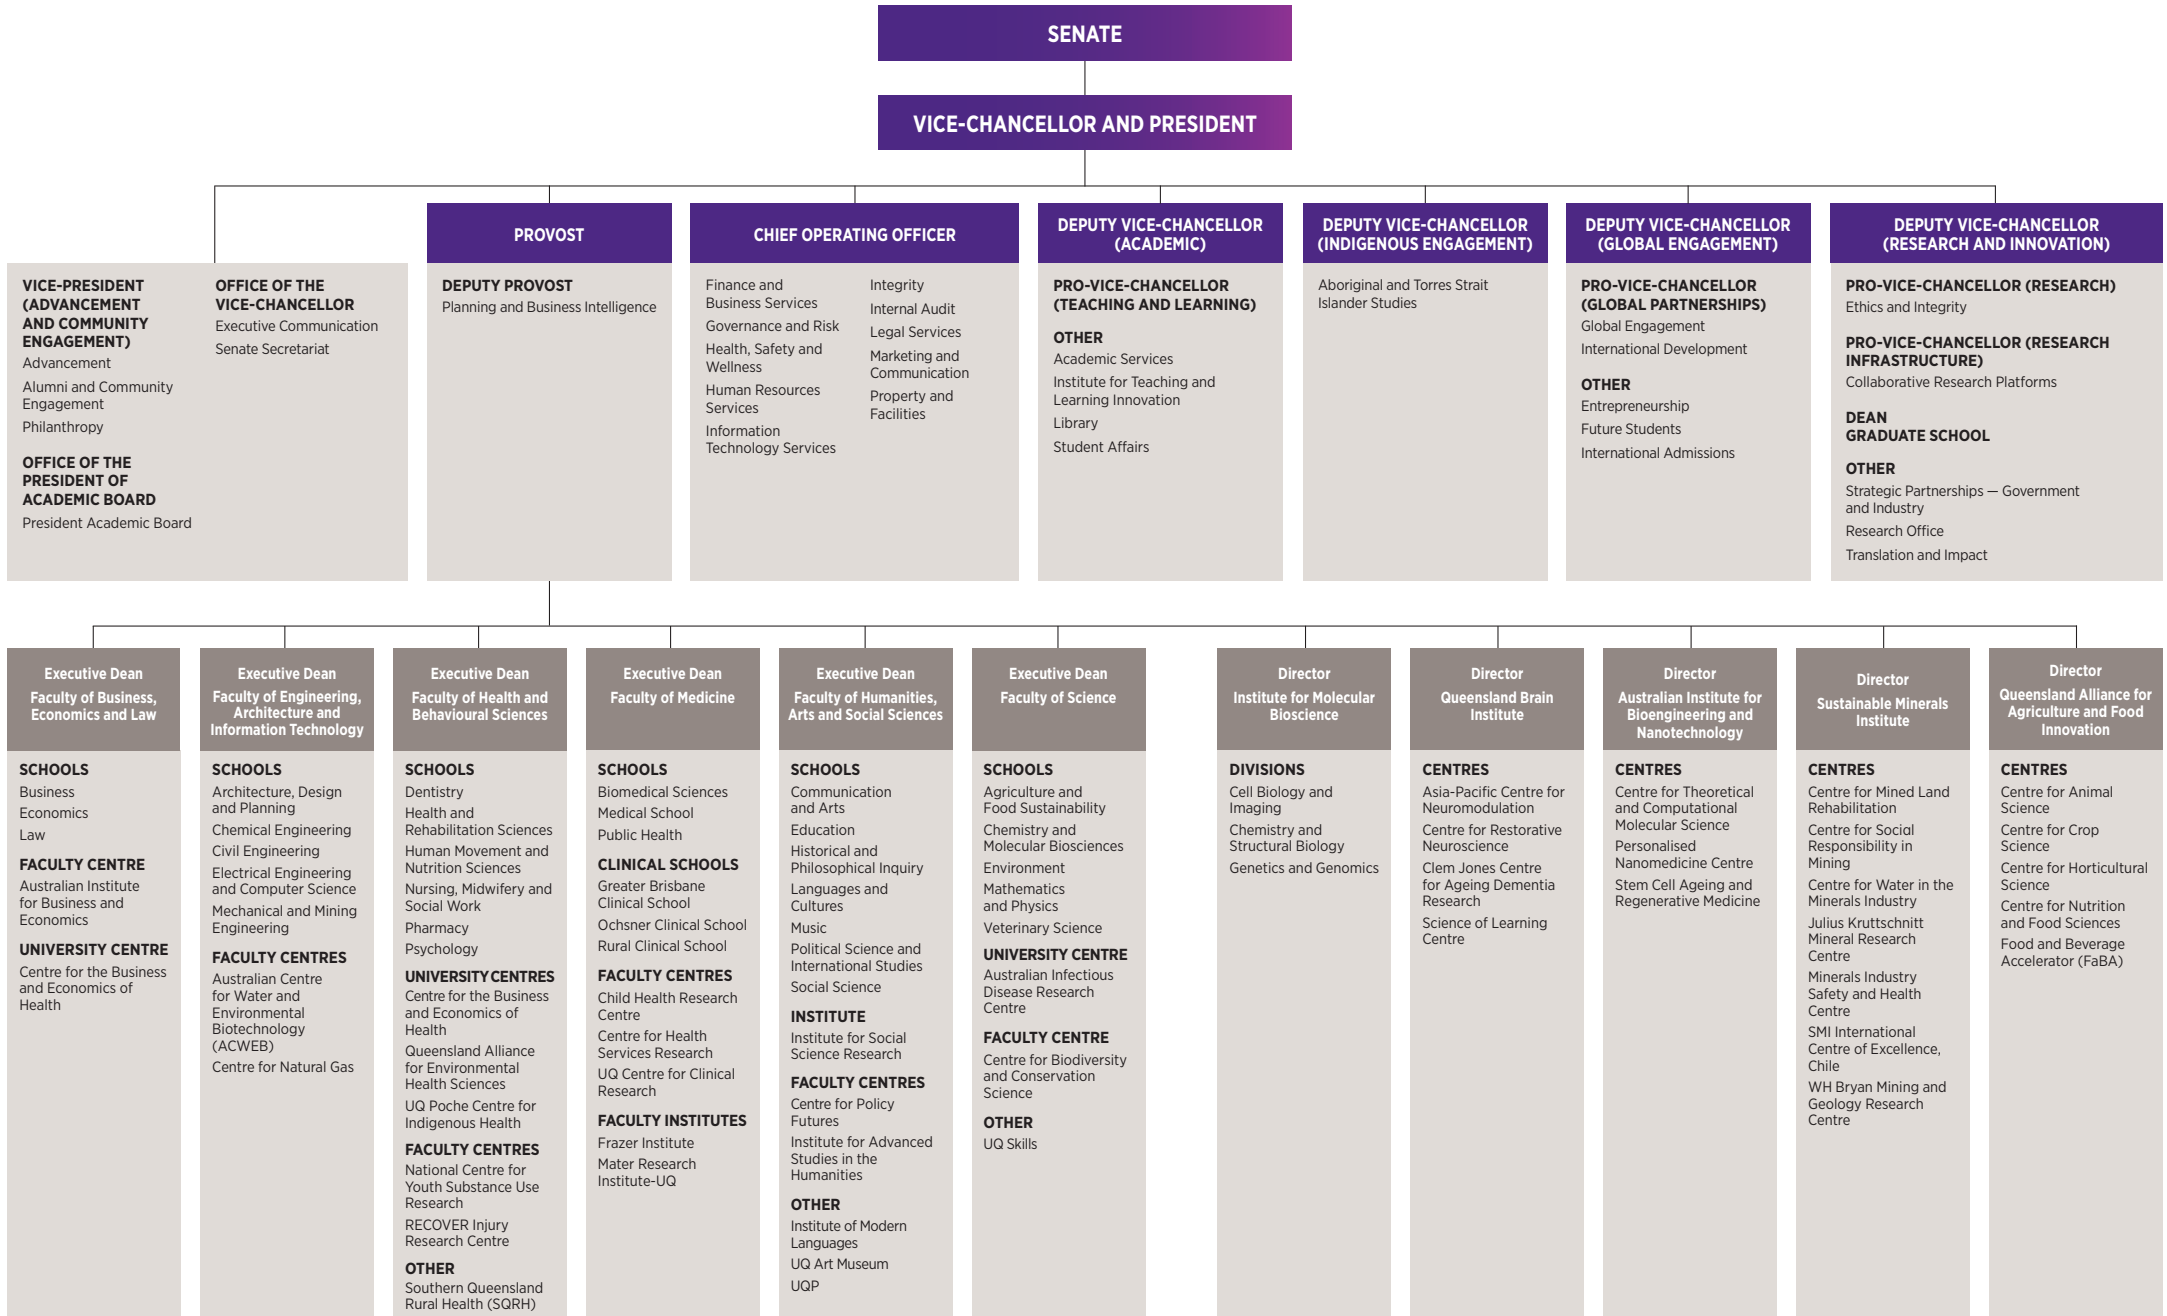 SENATE
VICE-CHANCELLOR AND PRESIDENT
VICE-PRESIDENT
(ADVANCEMENT
AND COMMUNITY
ENGAGEMENT)
Advancement
Alumni and Community
Engagement
Philanthropy
OFFICE OF THE
PRESIDENT OF
ACADEMIC BOARD
President Academic Board
OFFICE OF THE
VICE-CHANCELLOR
Executive Communication
Senate Secretariat
PROVOST
DEPUTY PROVOST
Planning and Business Intelligence
CHIEF OPERATING OFFICER
Finance and
Business Services
Governance and Risk
Health, Safety and
Wellness
Human Resources
Services
Information
Technology Services
Integrity
Internal Audit
Legal Services
Marketing and
Communication
Property and
Facilities
DEPUTY VICE-CHANCELLOR
(ACADEMIC)
PRO-VICE-CHANCELLOR
(TEACHING AND LEARNING)
OTHER
Academic Services
Institute for Teaching and
Learning Innovation
Library
Student Affairs
DEPUTY VICE-CHANCELLOR
(INDIGENOUS ENGAGEMENT)
Aboriginal and Torres Strait
Islander Studies
DEPUTY VICE-CHANCELLOR
(GLOBAL ENGAGEMENT)
PRO-VICE-CHANCELLOR
(GLOBAL PARTNERSHIPS)
Global Engagement
International Development
OTHER
Entrepreneurship
Future Students
International Admissions
DEPUTY VICE-CHANCELLOR
(RESEARCH AND INNOVATION)
PRO-VICE-CHANCELLOR (RESEARCH)
Ethics and Integrity
PRO-VICE-CHANCELLOR (RESEARCH
INFRASTRUCTURE)
Collaborative Research Platforms
DEAN
GRADUATE SCHOOL
OTHER
Strategic Partnerships — Government
and Industry
Research Office
Translation and Impact
Executive Dean
Faculty of Business,
Economics and Law
SCHOOLS
Business
Economics
Law
FACULTY CENTRE
Australian Institute
for Business and
Economics
UNIVERSITY CENTRE
Centre for the Business
and Economics of
Health
Executive Dean
Faculty of Engineering,
Architecture and
Information Technology
SCHOOLS
Architecture, Design
and Planning
Chemical Engineering
Civil Engineering
Electrical Engineering
and Computer Science
Mechanical and Mining
Engineering
FACULTY CENTRES
Australian Centre
for Water and
Environmental
Biotechnology
(ACWEB)
Centre for Natural Gas
Executive Dean
Faculty of Health and
Behavioural Sciences
SCHOOLS
Dentistry
Health and
Rehabilitation Sciences
Human Movement and
Nutrition Sciences
Nursing, Midwifery and
Social Work
Pharmacy
Psychology
UNIVERSITY CENTRES
Centre for the Business
and Economics of
Health
Queensland Alliance
for Environmental
Health Sciences
UQ Poche Centre for
Indigenous Health
FACULTY CENTRES
National Centre for
Youth Substance Use
Research
RECOVER Injury
Research Centre
OTHER
Southern Queensland
Rural Health (SQRH)
Executive Dean
Faculty of Medicine
SCHOOLS
Biomedical Sciences
Medical School
Public Health
CLINICAL SCHOOLS
Greater Brisbane
Clinical School
Ochsner Clinical School
Rural Clinical School
FACULTY CENTRES
Child Health Research
Centre
Centre for Health
Services Research
UQ Centre for Clinical
Research
FACULTY INSTITUTES
Frazer Institute
Mater Research
Institute-UQ
Executive Dean
Faculty of Humanities,
Arts and Social Sciences
SCHOOLS
Communication
and Arts
Education
Historical and
Philosophical Inquiry
Languages and
Cultures
Music
Political Science and
International Studies
Social Science
INSTITUTE
Institute for Social
Science Research
FACULTY CENTRES
Centre for Policy
Futures
Institute for Advanced
Studies in the
Humanities
OTHER
Institute of Modern
Languages
UQ Art Museum
UQP
Executive Dean
Faculty of Science
SCHOOLS
Agriculture and
Food Sustainability
Chemistry and
Molecular Biosciences
Environment
Mathematics
and Physics
Veterinary Science
UNIVERSITY CENTRE
Australian Infectious
Disease Research
Centre
FACULTY CENTRE
Centre for Biodiversity
and Conservation
Science
OTHER
UQ Skills
Director
Institute for Molecular
Bioscience
DIVISIONS
Cell Biology and
Imaging
Chemistry and
Structural Biology
Genetics and Genomics
Director
Queensland Brain
Institute
CENTRES
Asia-Pacific Centre for
Neuromodulation
Centre for Restorative
Neuroscience
Clem Jones Centre
for Ageing Dementia
Research
Science of Learning
Centre
Director
Australian Institute for
Bioengineering and
Nanotechnology
CENTRES
Centre for Theoretical
and Computational
Molecular Science
Personalised
Nanomedicine Centre
Stem Cell Ageing and
Regenerative Medicine
Director
Sustainable Minerals
Institute
CENTRES
Centre for Mined Land
Rehabilitation
Centre for Social
Responsibility in
Mining
Centre for Water in the
Minerals Industry
Julius Kruttschnitt
Mineral Research
Centre
Minerals Industry
Safety and Health
Centre
SMI International
Centre of Excellence,
Chile
WH Bryan Mining and
Geology Research
Centre
Director
Queensland Alliance for
Agriculture and Food
Innovation
CENTRES
Centre for Animal
Science
Centre for Crop
Science
Centre for Horticultural
Science
Centre for Nutrition
and Food Sciences
Food and Beverage
Accelerator (FaBA)